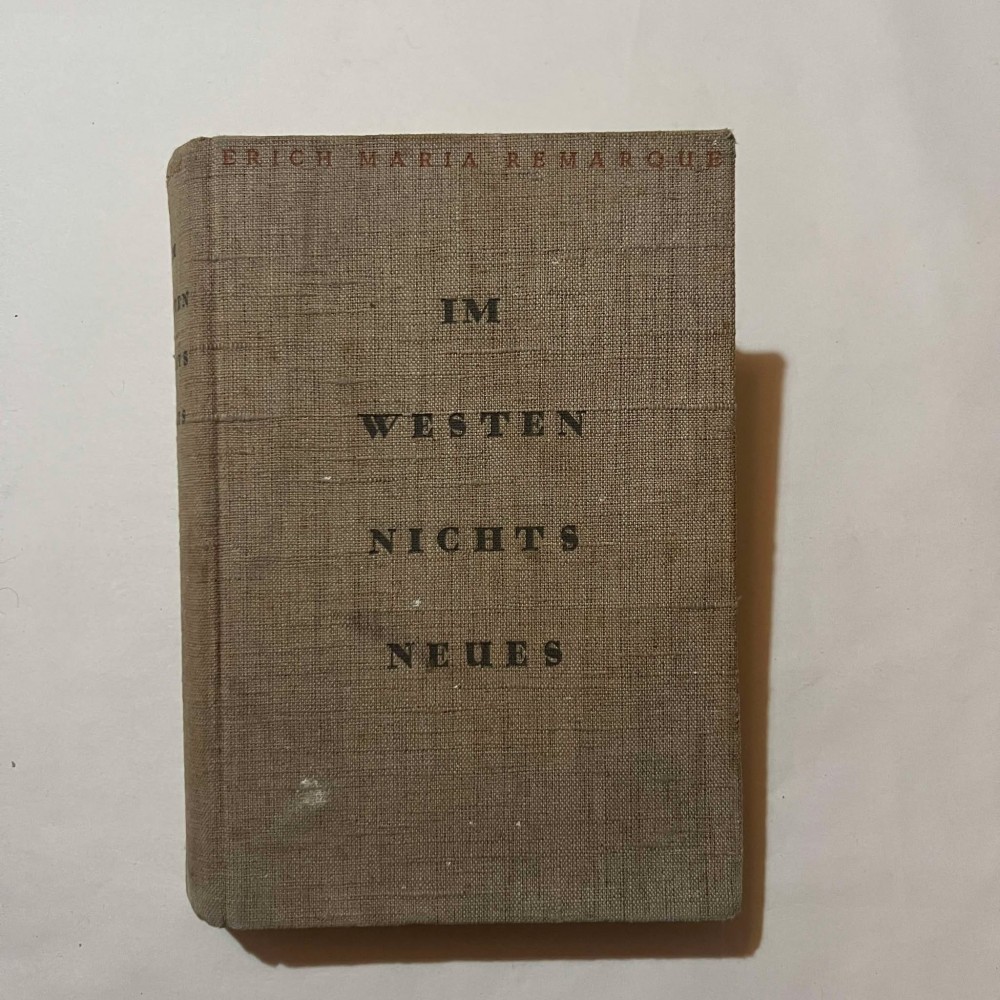 ERICH MARIA REMARQUE
IM
WESTEN
NICHTS
NEUES